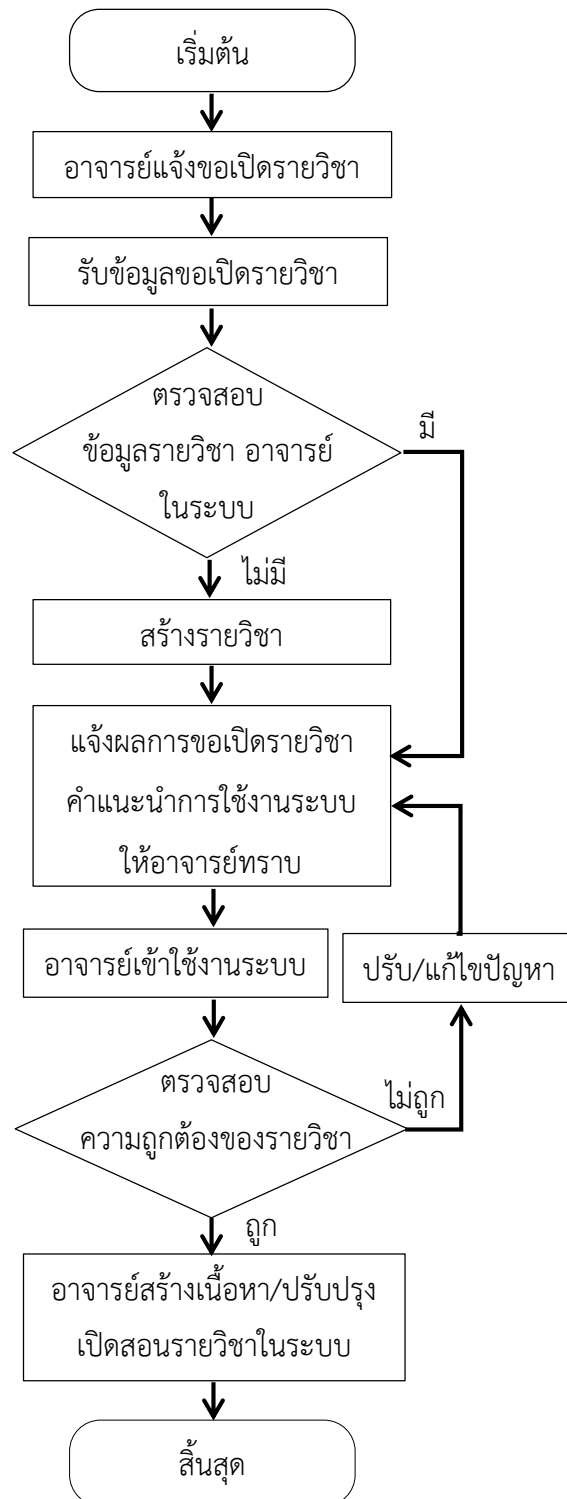 เริ่มต้น
อาจารย์แจ้งขอเปิดรายวิชา
รับข้อมูลขอเปิดรายวิชา
ตรวจสอบ
ข้อมูลรายวิชา อาจารย์
ในระบบ
มี
ไม่มี
สร้างรายวิชา
แจ้งผลการขอเปิดรายวิชา
คำแนะนำการใช้งานระบบ
ให้อาจารย์ทราบ
อาจารย์เข้าใช้งานระบบ
ปรับ/แก้ไขปัญหา
ตรวจสอบ
ความถูกต้องของรายวิชา
ไม่ถูก
ถูก
อาจารย์สร้างเนื้อหา/ปรับปรุง
เปิดสอนรายวิชาในระบบ
สิ้นสุด